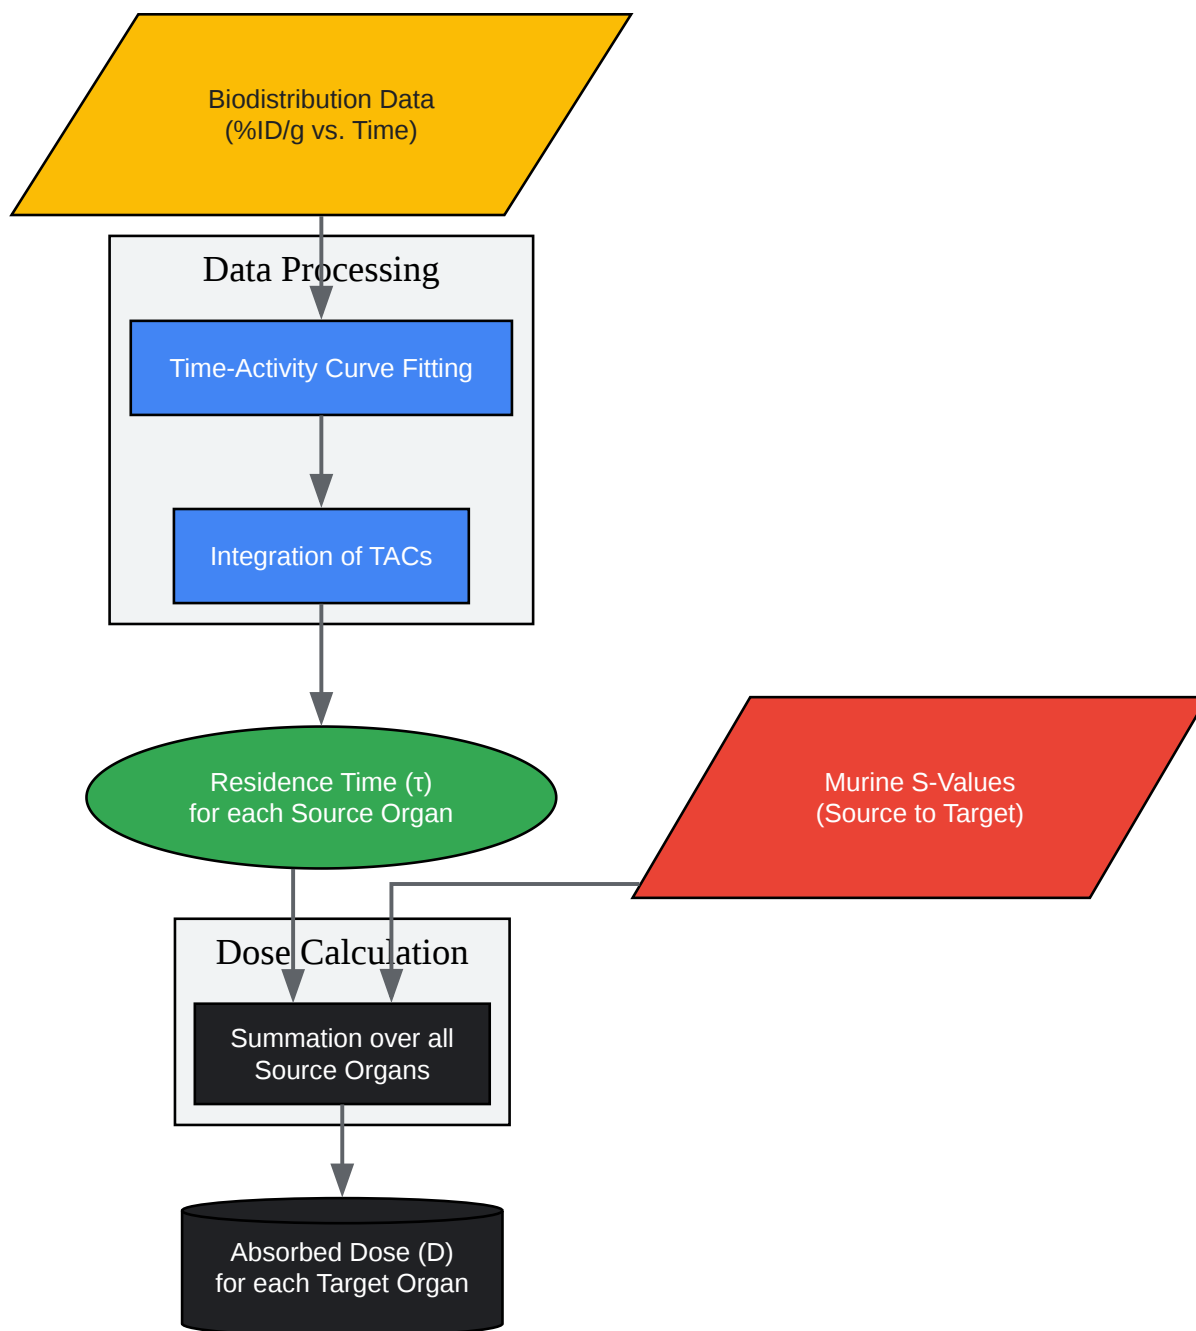 Biodistribution Data
(%ID/g vs. Time)
Data Processing
Time-Activity Curve Fitting
Integration of TACs
Residence Time (τ)
for each Source Organ
Murine S-Values
(Source to Target)
Dose Calculation
Summation over all
Source Organs
Absorbed Dose (D)
for each Target Organ